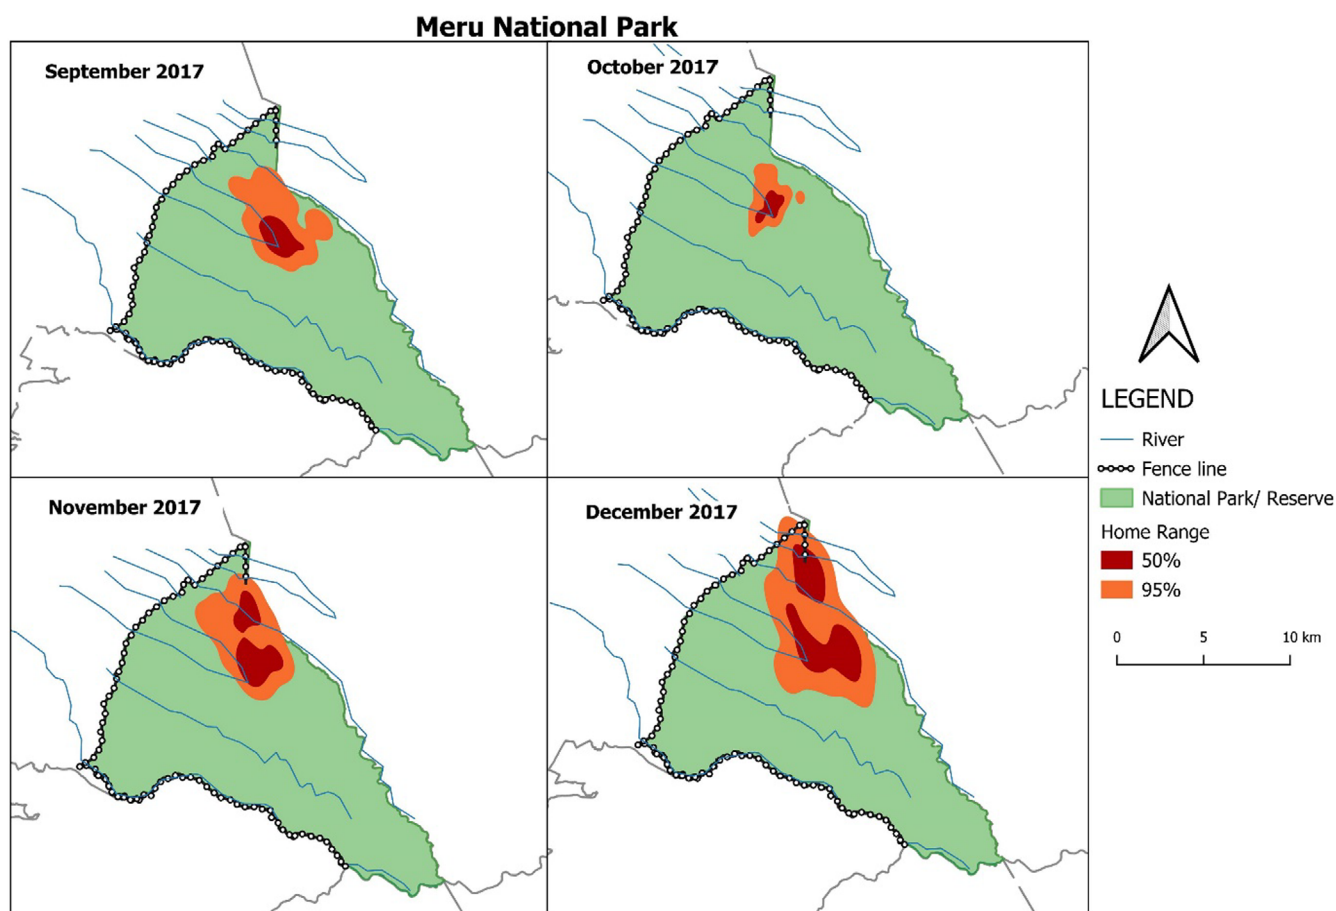 Meru National Park
September 2017
October 2017
November 2017
December 2017
LEGEND
River
Fence line
National Park/ Reserve
Home Range
50%
95%
0 5 10 km